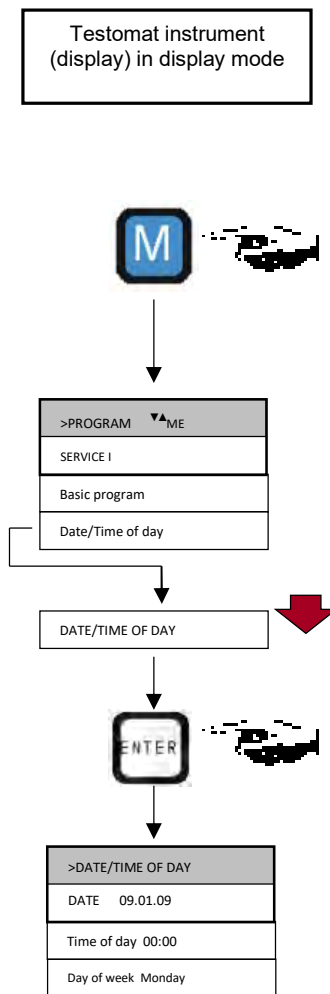 Testomat instrument
(display) in display mode
M
>PROGRAM ▼▲ME
SERVICE I
Basic program
Date/Time of day
DATE/TIME OF DAY
ENTER
>DATE/TIME OF DAY
DATE 09.01.09
Time of day 00:00
Day of week Monday